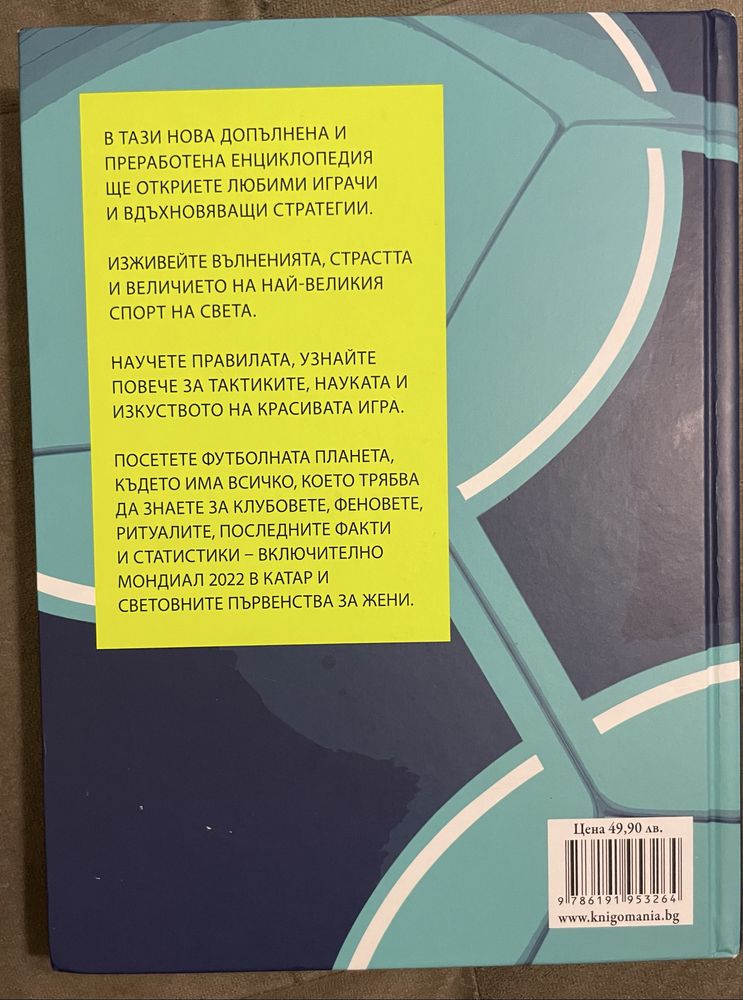 В ТАЗИ НОВА ДОПЪЛНЕНА И
ПРЕРАБОТЕНА ЕНЦИКЛОПЕДИЯ
ЩЕ ОТКРИЕТЕ ЛЮБИМИ ИГРАЧИ
И ВДЪХНОВЯВАЩИ СТРАТЕГИИ.
ИЗЖИВЕЙТЕ ВЪЛНЕНИЯТА, СТРАСТТА
И ВЕЛИЧИЕТО НА НАЙ-ВЕЛИКИЯ
СПОРТ НА СВЕТА.
НАУЧЕТЕ ПРАВИЛАТА, УЗНАЙТЕ
ПОВЕЧЕ ЗА ТАКТИКИТЕ, НАУКАТА И
ИЗКУСТВОТО НА КРАСИВАТА ИГРА.
ПОСЕТЕТЕ ФУТБОЛНАТА ПЛАНЕТА,
КЪДЕТО ИМА ВСИЧКО, КОЕТО ТРЯБВА
ДА ЗНАЕТЕ ЗА КЛУБОВЕТЕ, ФЕНОВЕТЕ,
РИТУАЛИТЕ, ПОСЛЕДНИТЕ ФАКТИ
И СТАТИСТИКИ – ВКЛЮЧИТЕЛНО
МОНДИАЛ 2022 В КАТАР И
СВЕТОВНИТЕ ПЪРВЕНСТВА ЗА ЖЕНИ.
Цена 49,90 лв.
9 786191 953264
www.knigomania.bg